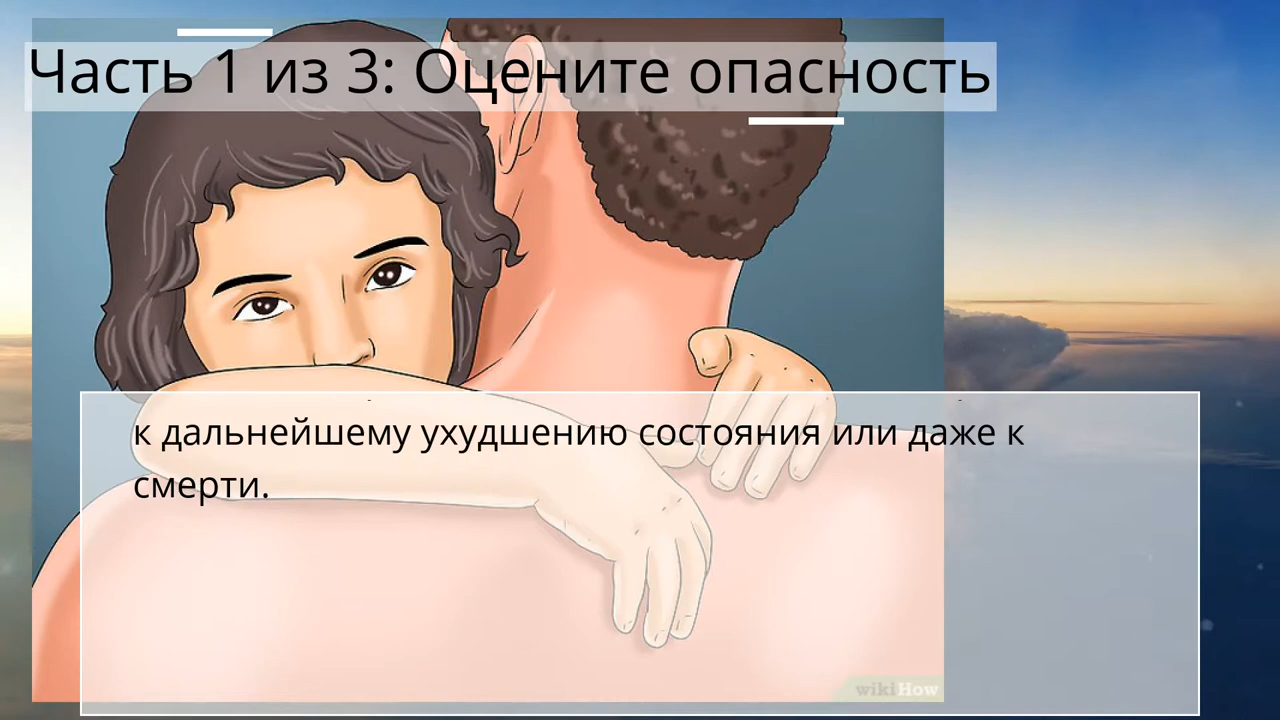 Часть 1 из 3: Оцените опасность
к дальнейшему ухудшению состояния или даже к
смерти.
wikiHow